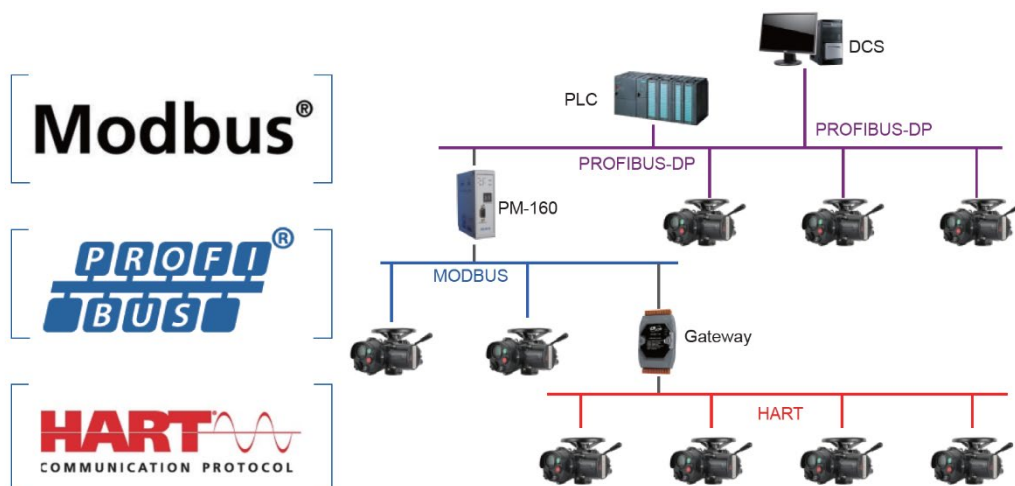 Modbus®
PROFI®
BUS
HART
COMMUNICATION PROTOCOL
DCS
PLC
PROFIBUS-DP
PROFIBUS-DP
PM-160
MODBUS
Gateway
HART